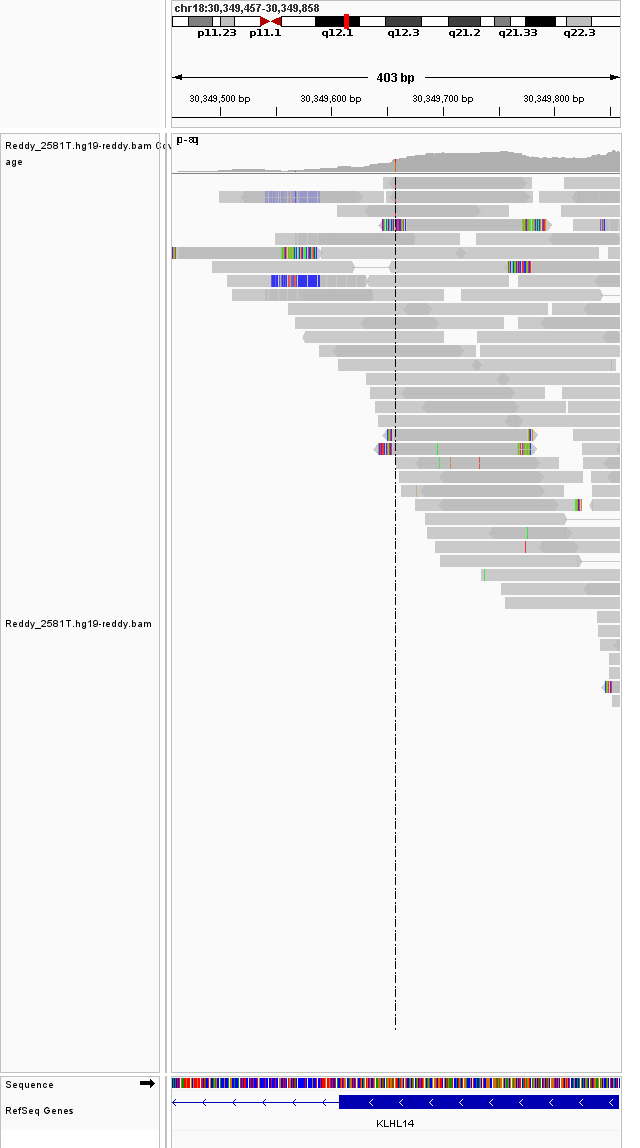 chr18:30,349,457-30,349,858
p11.23 p11.1 q12.1 q12.3 q21.2 q21.33 q22.3
403 bp
30,349,500 bp 30,349,600 bp 30,349,700 bp 30,349,800 bp
[0 - 80]
Reddy_2581T.hg19-reddy.bam Cov
age
Reddy_2581T.hg19-reddy.bam
Sequence
RefSeq Genes
KLHL14